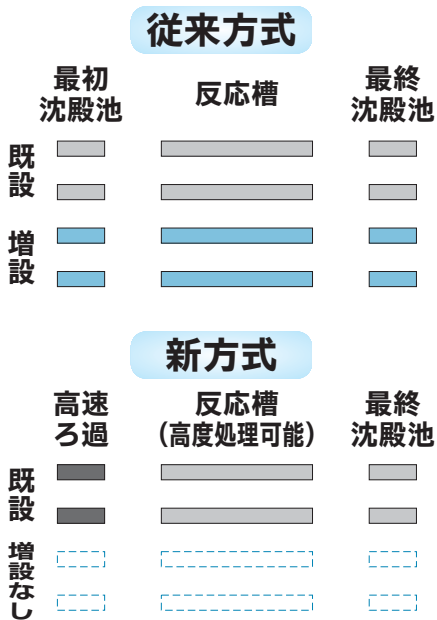 従来方式
最初
沈殿池
反応槽
最終
沈殿池
既設
増設
新方式
高速
ろ過
反応槽
（高度処理可能）
最終
沈殿池
既設
増設なし